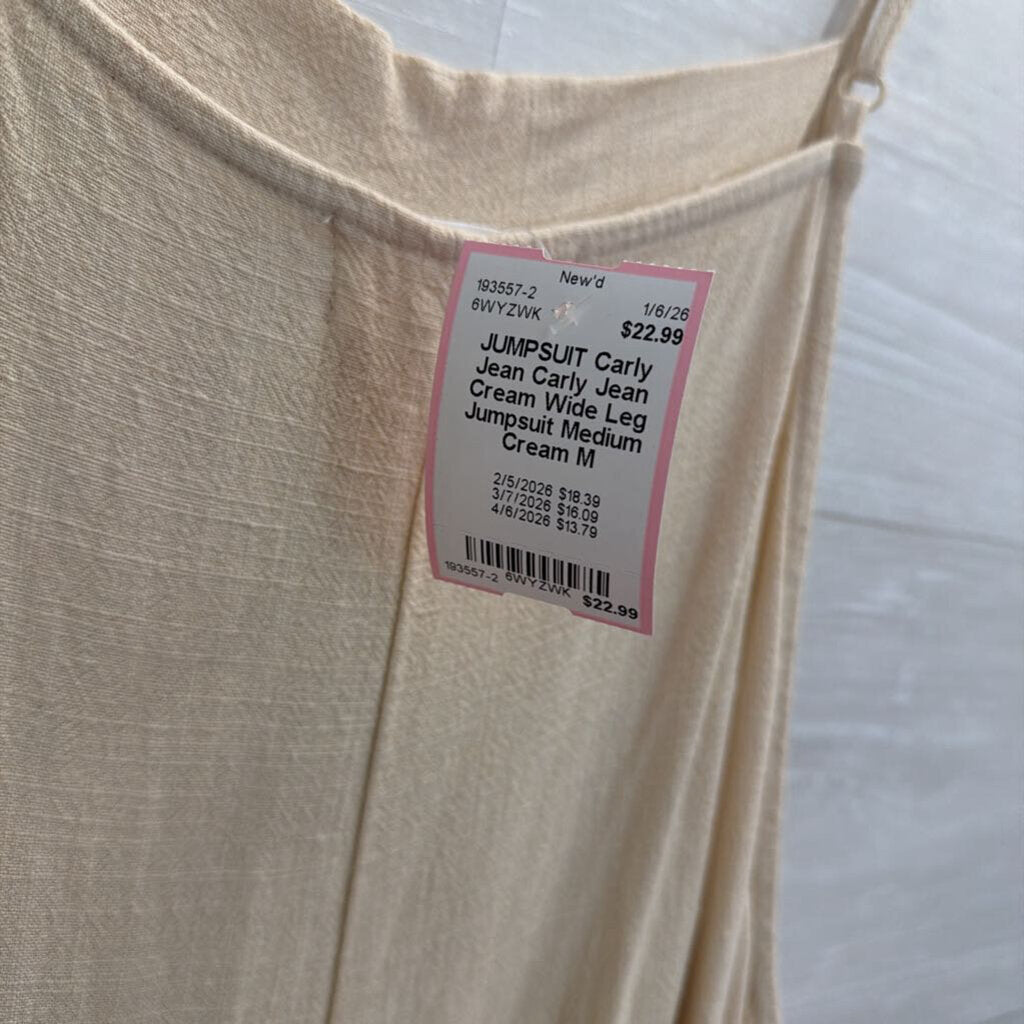 New'd
193557-2 1/6/26
6WYZWK $22.99
JUMPSUIT Carly
Jean Carly Jean
Cream Wide Leg
Jumpsuit Medium
Cream M
2/5/2026 $18.39
3/7/2026 $16.09
4/6/2026 $13.79
193557-2 6WYZWK $22.99